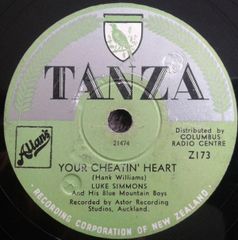 TANZA
Allan's
21474
Distributed by
COLUMBUS
RADIO CENTRE
Z173
YOUR CHEATIN' HEART
(Hank Williams)
LUKE SIMMONS
And His Blue Mountain Boys
Recorded by Astor Recording
Studios, Auckland.
RECORDING CORPORATION OF NEW ZEALAND